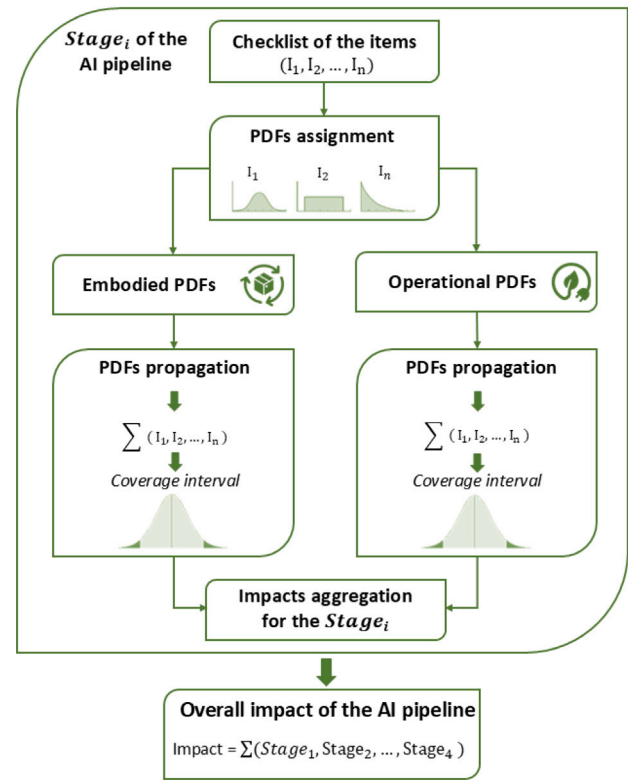 Stageᵢ of the
AI pipeline
Checklist of the items
(I₁, I₂, ..., Iₙ)
PDFs assignment
I₁ I₂ Iₙ
Embodied PDFs
Operational PDFs
PDFs propagation
∑ (I₁, I₂, ..., Iₙ)
Coverage interval
PDFs propagation
∑ (I₁, I₂, ..., Iₙ)
Coverage interval
Impacts aggregation
for the Stageᵢ
Overall impact of the AI pipeline
Impact = ∑(Stage₁, Stage₂, ... , Stage₄ )